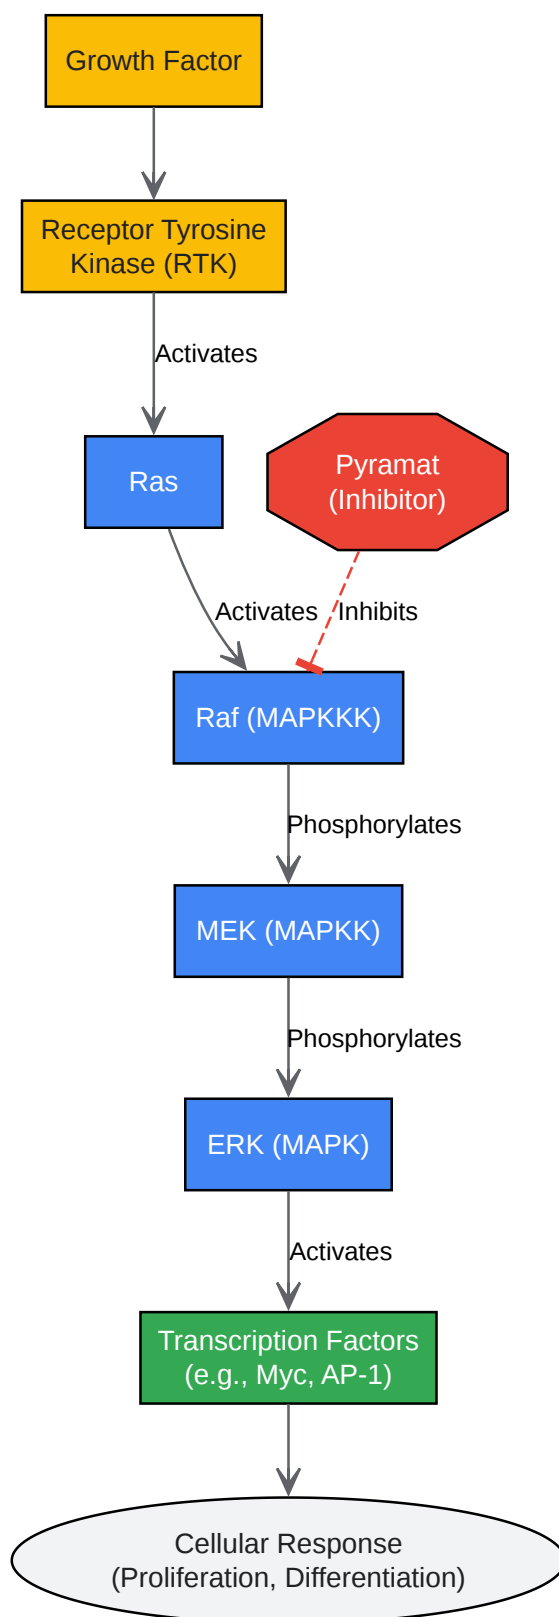 Growth Factor
Receptor Tyrosine
Kinase (RTK)
Activates
Ras
Pyramat
(Inhibitor)
Activates
Inhibits
Raf (MAPKKK)
Phosphorylates
MEK (MAPKK)
Phosphorylates
ERK (MAPK)
Activates
Transcription Factors
(e.g., Myc, AP-1)
Cellular Response
(Proliferation, Differentiation)